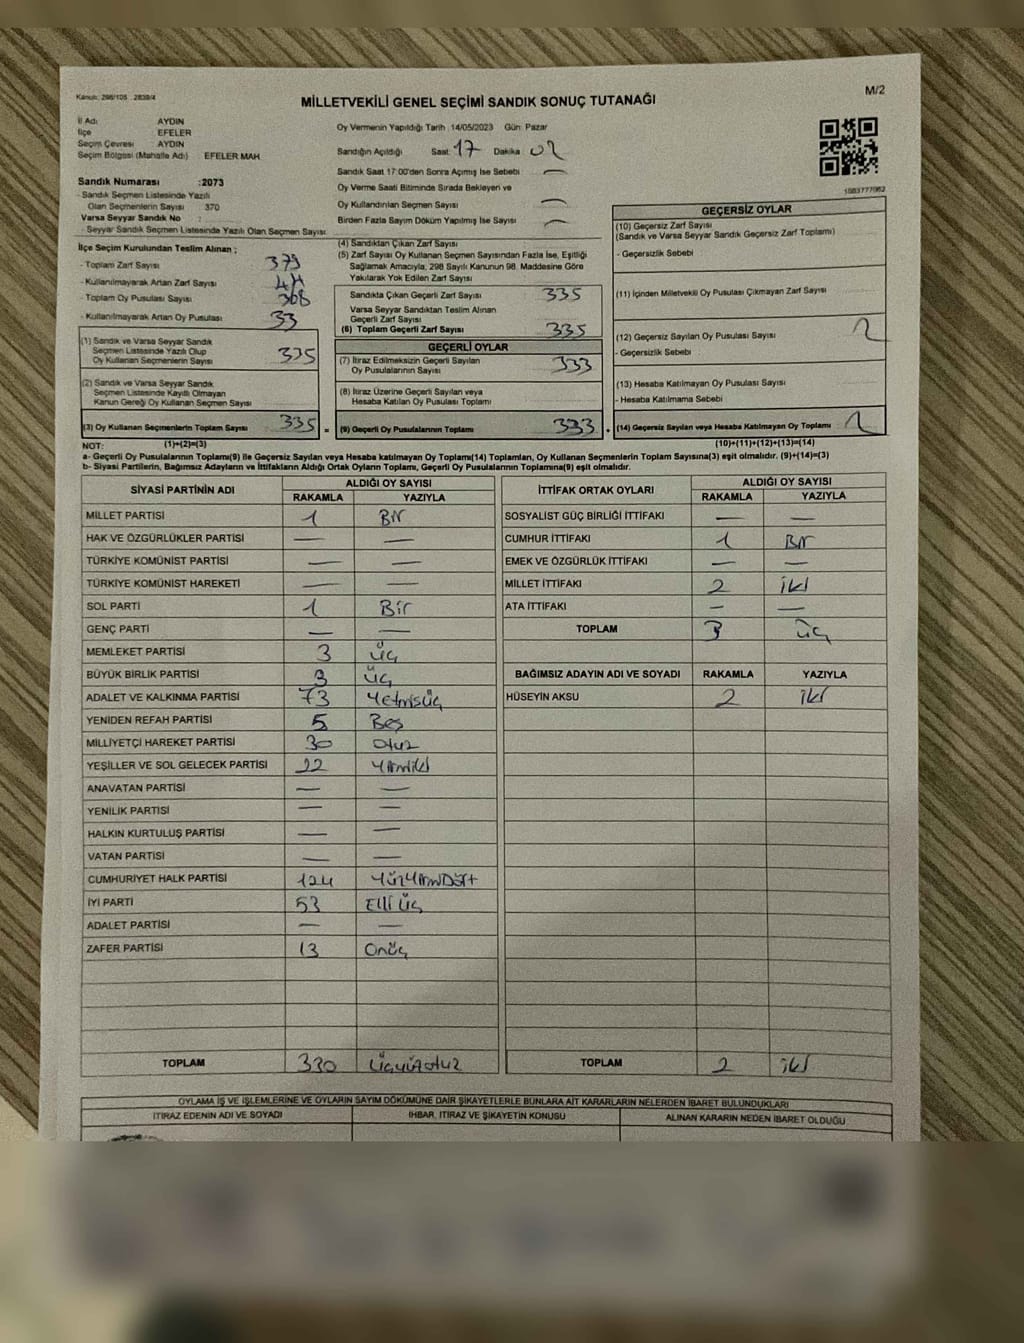 Kanun: 298/105 2839/4
MİLLETVEKİLİ GENEL SEÇİMİ SANDIK SONUÇ TUTANAĞI
M/2
İl Adı AYDIN
İlçe EFELER
Seçim Çevresi AYDIN
Seçim Bölgesi (Mahalle Adı) EFELER MAH.
Sandık Numarası :2073
- Sandık Seçmen Listesinde Yazılı
Olan Seçmenlerin Sayısı 370
Varsa Seyyar Sandık No :
- Seyyar Sandık Seçmen Listesinde Yazılı Olan Seçmen Sayısı:
Oy Vermenin Yapıldığı Tarih :14/05/2023 Gün: Pazar
Sandığın Açıldığı Saat: 17 Dakika: 02
Sandık Saat 17:00'den Sonra Açımış İse Sebebi : —
Oy Verme Saati Bitiminde Sırada Bekleyen ve
Oy Kullandırılan Seçmen Sayısı : —
Birden Fazla Sayım Döküm Yapılmış İse Sayısı : —
1083777062
İlçe Seçim Kurulundan Teslim Alınan ;
- Toplam Zarf Sayısı 379
- Kullanılmayarak Artan Zarf Sayısı 44
- Toplam Oy Pusulası Sayısı 368
- Kullanılmayarak Artan Oy Pusulası 33
(1) Sandık ve Varsa Seyyar Sandık
Seçmen Listesinde Yazılı Olup
Oy Kullanan Seçmenlerin Sayısı 335
(2) Sandık ve Varsa Seyyar Sandık
Seçmen Listesinde Kayıtlı Olmayan
Kanun Gereği Oy Kullanan Seçmen Sayısı
(3) Oy Kullanan Seçmenlerin Toplam Sayısı 335 =
(4) Sandıktan Çıkan Zarf Sayısı
(5) Zarf Sayısı Oy Kullanan Seçmen Sayısından Fazla İse, Eşitliği
Sağlamak Amacıyla, 298 Sayılı Kanunun 98. Maddesine Göre
Yakılarak Yok Edilen Zarf Sayısı
Sandıkta Çıkan Geçerli Zarf Sayısı 335
Varsa Seyyar Sandıktan Teslim Alınan
Geçerli Zarf Sayısı
(6) Toplam Geçerli Zarf Sayısı 335
GEÇERLİ OYLAR
(7) İtiraz Edilmeksizin Geçerli Sayılan
Oy Pusulalarının Sayısı 333
(8) İtiraz Üzerine Geçerli Sayılan veya
Hesaba Katılan Oy Pusulası Toplamı
(9) Geçerli Oy Pusulalarının Toplamı 333 +
GEÇERSİZ OYLAR
(10) Geçersiz Zarf Sayısı
(Sandık ve Varsa Seyyar Sandık Geçersiz Zarf Toplamı)
- Geçersizlik Sebebi
(11) İçinden Milletvekili Oy Pusulası Çıkmayan Zarf Sayısı
(12) Geçersiz Sayılan Oy Pusulası Sayısı 2
- Geçersizlik Sebebi
(13) Hesaba Katılmayan Oy Pusulası Sayısı
- Hesaba Katılmama Sebebi
(14) Geçersiz Sayılan veya Hesaba Katılmayan Oy Toplamı 2
NOT: (1)+(2)=(3) (10)+(11)+(12)+(13)=(14)
a- Geçerli Oy Pusulalarının Toplamı(9) ile Geçersiz Sayılan veya Hesaba katılmayan Oy Toplamı(14) Toplamları, Oy Kullanan Seçmenlerin Toplam Sayısına(3) eşit olmalıdır. (9)+(14)=(3)
b- Siyasi Partilerin, Bağımsız Adayların ve İttifakların Aldığı Ortak Oyların Toplamı, Geçerli Oy Pusulalarının Toplamına(9) eşit olmalıdır.
SİYASİ PARTİNİN ADI ALDIĞI OY SAYISI
RAKAMLA YAZIYLA
MİLLET PARTİSİ 1 Bir
HAK VE ÖZGÜRLÜKLER PARTİSİ — —
TÜRKİYE KOMÜNİST PARTİSİ — —
TÜRKİYE KOMÜNİST HAREKETİ — —
SOL PARTİ 1 Bir
GENÇ PARTİ — —
MEMLEKET PARTİSİ 3 üç
BÜYÜK BİRLİK PARTİSİ 3 üç
ADALET VE KALKINMA PARTİSİ 73 Yetmişüç
YENİDEN REFAH PARTİSİ 5 Beş
MİLLİYETÇİ HAREKET PARTİSİ 30 otuz
YEŞİLLER VE SOL GELECEK PARTİSİ 22 Yirmiiki
ANAVATAN PARTİSİ — —
YENİLİK PARTİSİ — —
HALKIN KURTULUŞ PARTİSİ — —
VATAN PARTİSİ — —
CUMHURİYET HALK PARTİSİ 124 YüzYirmiDört
İYİ PARTİ 53 Elli üç
ADALET PARTİSİ — —
ZAFER PARTİSİ 13 Onüç
TOPLAM 330 üçyüzotuz
İTTİFAK ORTAK OYLARI ALDIĞI OY SAYISI
RAKAMLA YAZIYLA
SOSYALİST GÜÇ BİRLİĞİ İTTİFAKI — —
CUMHUR İTTİFAKI 1 Bir
EMEK VE ÖZGÜRLÜK İTTİFAKI — —
MİLLET İTTİFAKI 2 iki
ATA İTTİFAKI — —
TOPLAM 3 üç
BAĞIMSIZ ADAYIN ADI VE SOYADI RAKAMLA YAZIYLA
HÜSEYİN AKSU 2 iki
TOPLAM 2 iki
OYLAMA İŞ VE İŞLEMLERİNE VE OYLARIN SAYIM DÖKÜMÜNE DAİR ŞİKAYETLERLE BUNLARA AİT KARARLARIN NELERDEN İBARET BULUNDUKLARI
İTİRAZ EDENİN ADI VE SOYADI İHBAR, İTİRAZ VE ŞİKAYETİN KONUSU ALINAN KARARIN NEDEN İBARET OLDUĞU